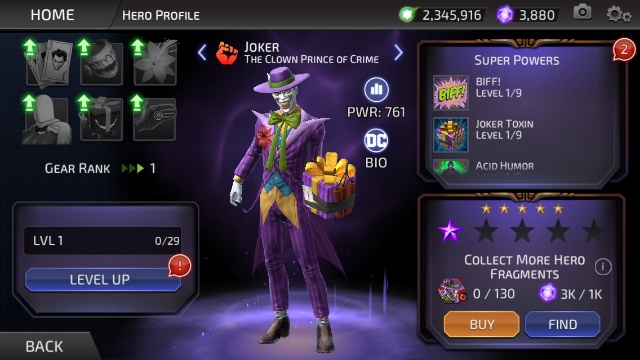 HOME
HERO PROFILE
2,345,916
3,880
JOKER
THE CLOWN PRINCE OF CRIME
PWR: 761
DC
BIO
GEAR RANK
1
LVL 1
0/29
!
LEVEL UP
BACK
SUPER POWERS
2
BIFF!
BIFF!
LEVEL 1/9
JOKER TOXIN
LEVEL 1/9
ACID HUMOR
COLLECT MORE HERO
FRAGMENTS
i
0 / 130
3K / 1K
BUY
FIND